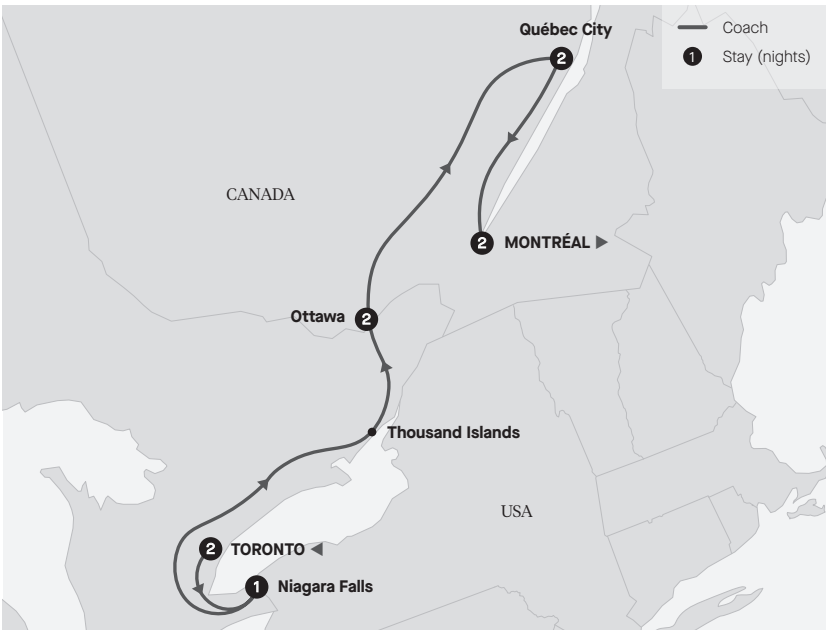 Québec City
Coach
1 Stay (nights)
2
CANADA
2 MONTRÉAL
Ottawa 2
Thousand Islands
USA
2 TORONTO
1 Niagara Falls